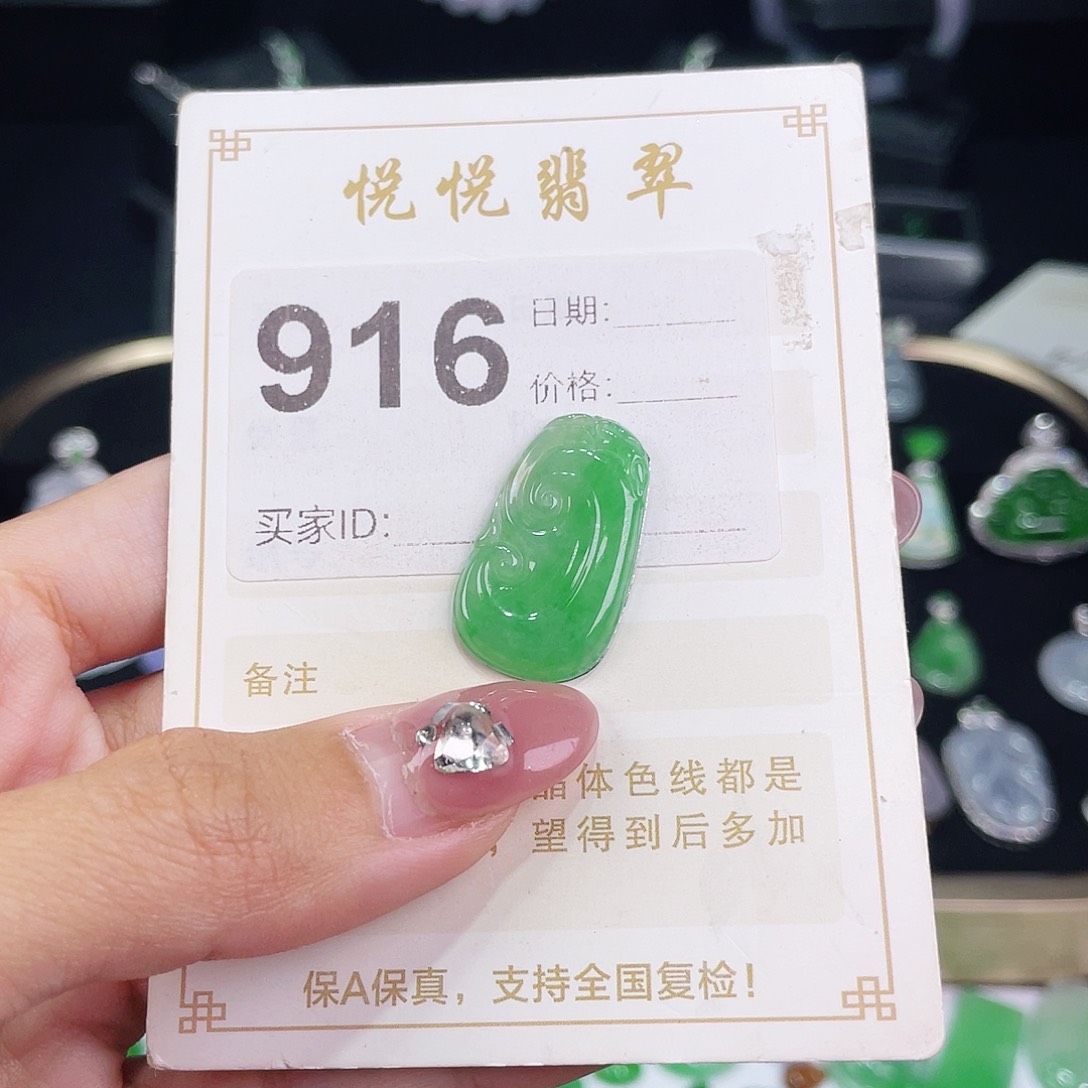 悦悦翡翠
916
日期:
价格:
买家ID:
备注
晶体色线都是
，望得到后多加
保A保真，支持全国复检！